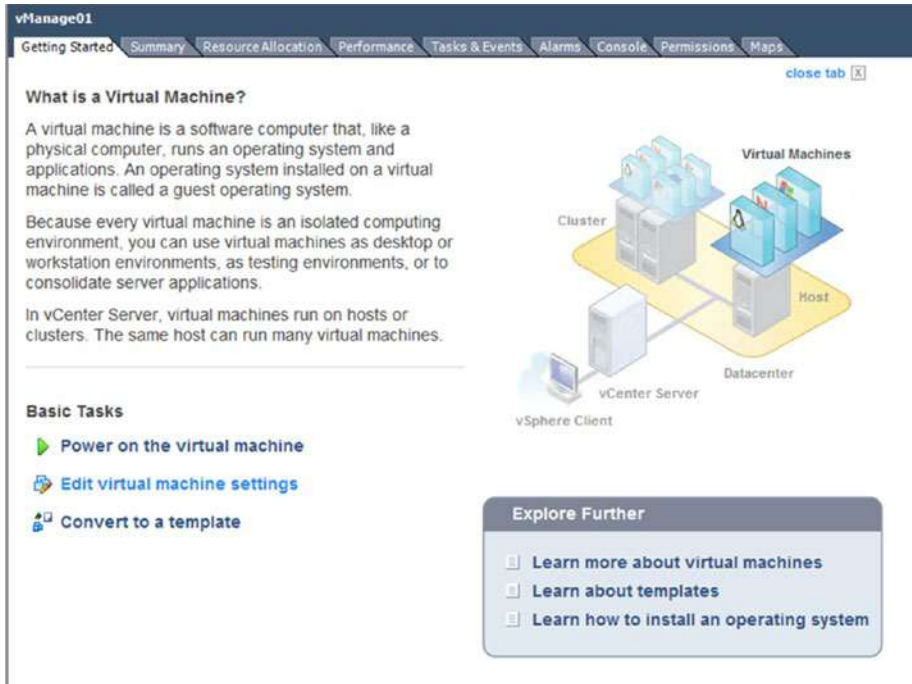 vManage01
Getting Started Summary Resource Allocation Performance Tasks & Events Alarms Console Permissions Maps
close tab X
What is a Virtual Machine?
A virtual machine is a software computer that, like a
physical computer, runs an operating system and
applications. An operating system installed on a virtual
machine is called a guest operating system.
Because every virtual machine is an isolated computing
environment, you can use virtual machines as desktop or
workstation environments, as testing environments, or to
consolidate server applications.
In vCenter Server, virtual machines run on hosts or
clusters. The same host can run many virtual machines.
Virtual Machines
Cluster
Host
Datacenter
vCenter Server
vSphere Client
Basic Tasks
Power on the virtual machine
Edit virtual machine settings
Convert to a template
Explore Further
Learn more about virtual machines
Learn about templates
Learn how to install an operating system